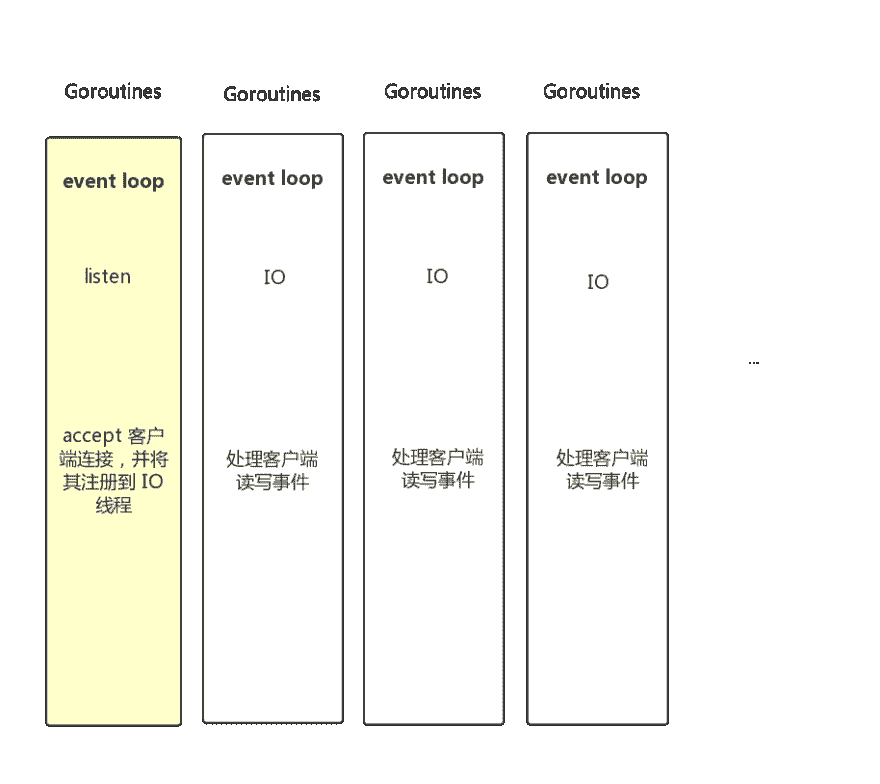 Goroutines
Goroutines
Goroutines
Goroutines
event loop
event loop
event loop
event loop
listen
IO
IO
IO
...
accept 客户
端连接，并将
其注册到 IO
线程
处理客户端
读写事件
处理客户端
读写事件
处理客户端
读写事件